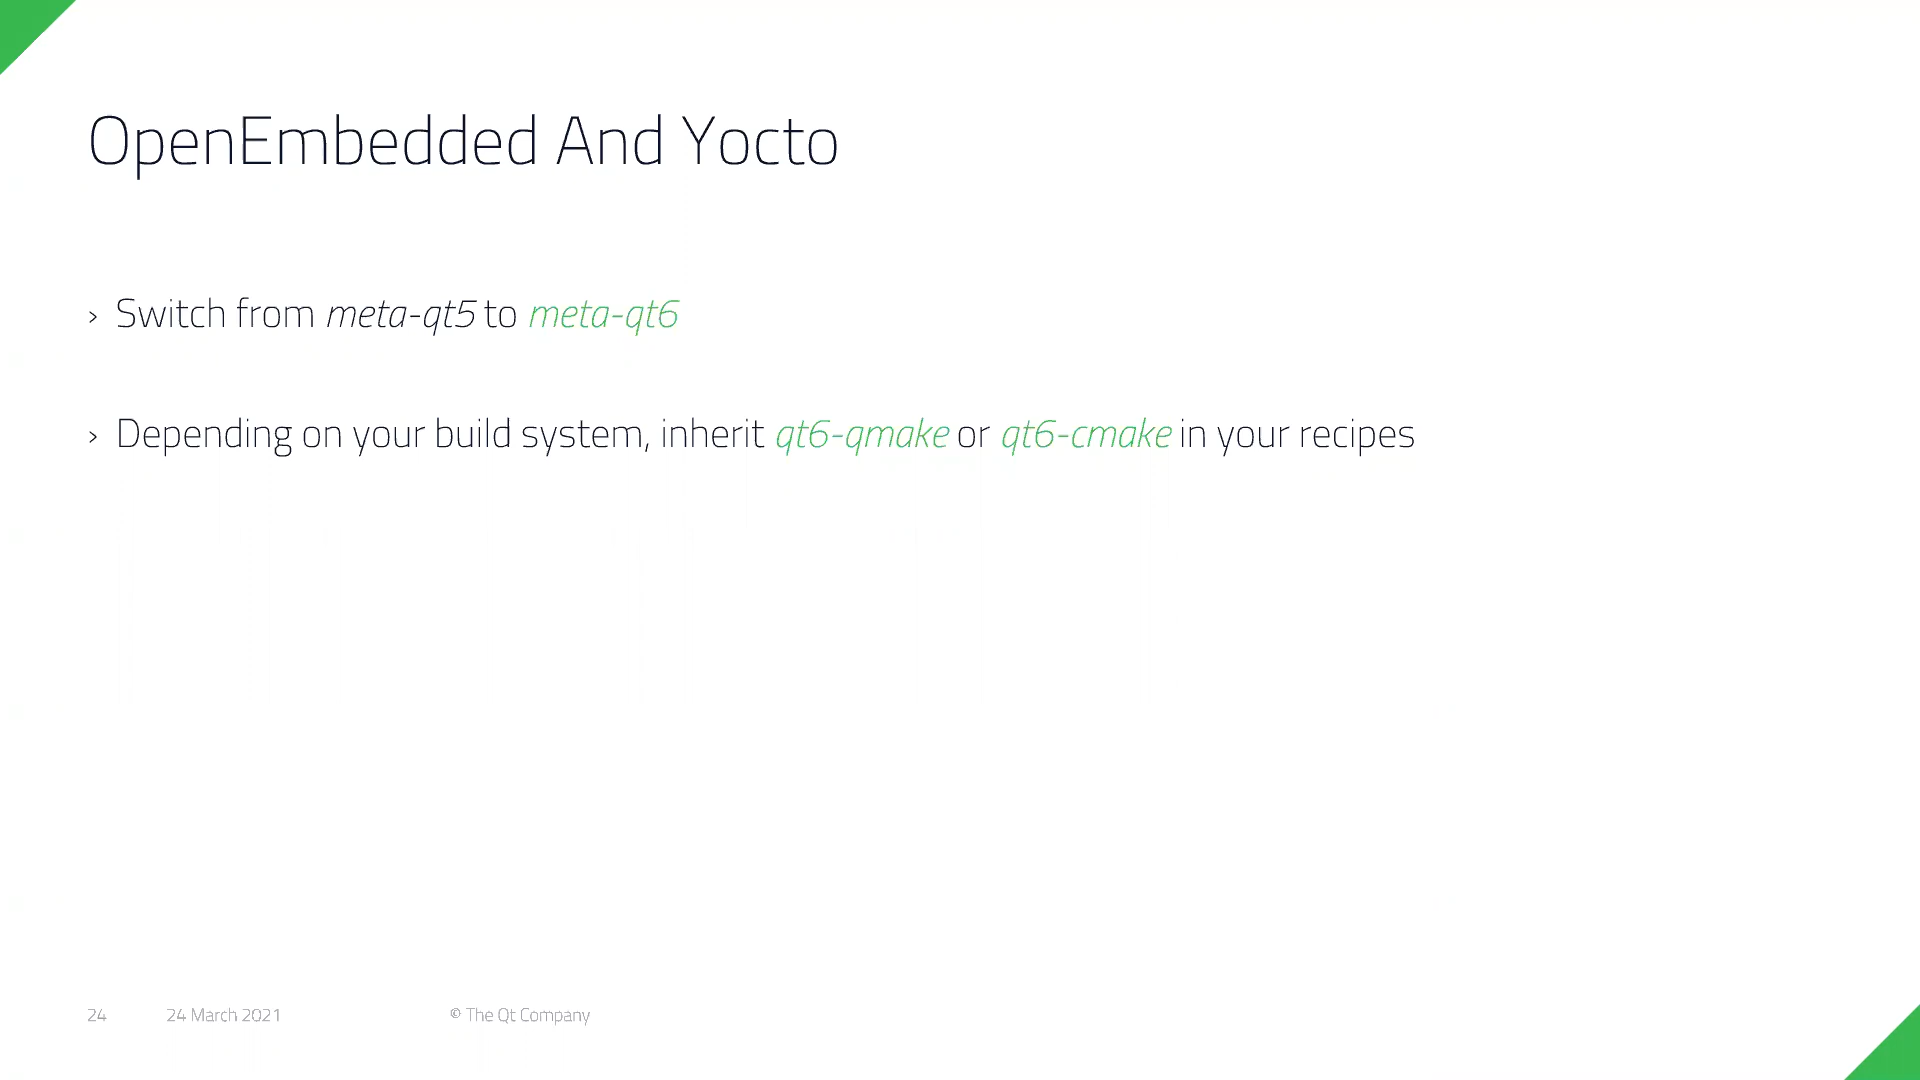 OpenEmbedded And Yocto
› Switch from meta-qt5 to meta-qt6
› Depending on your build system, inherit qt6-qmake or qt6-cmake in your recipes
24 24 March 2021 © The Qt Company